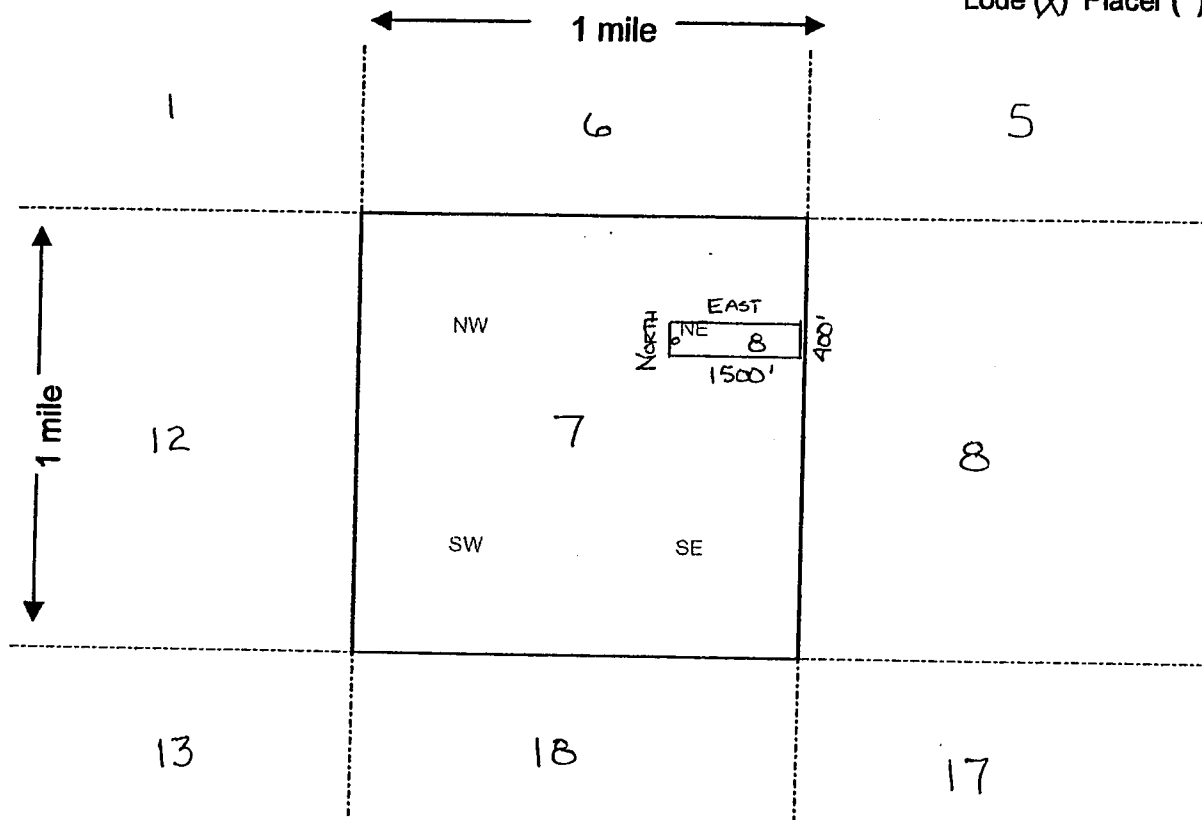 Lode (X) Placer ( )
1 mile
1
6
5
1 mile
NW
NORTH
EAST
NE
8
400'
1500'
12
7
8
SW
SE
13
18
17